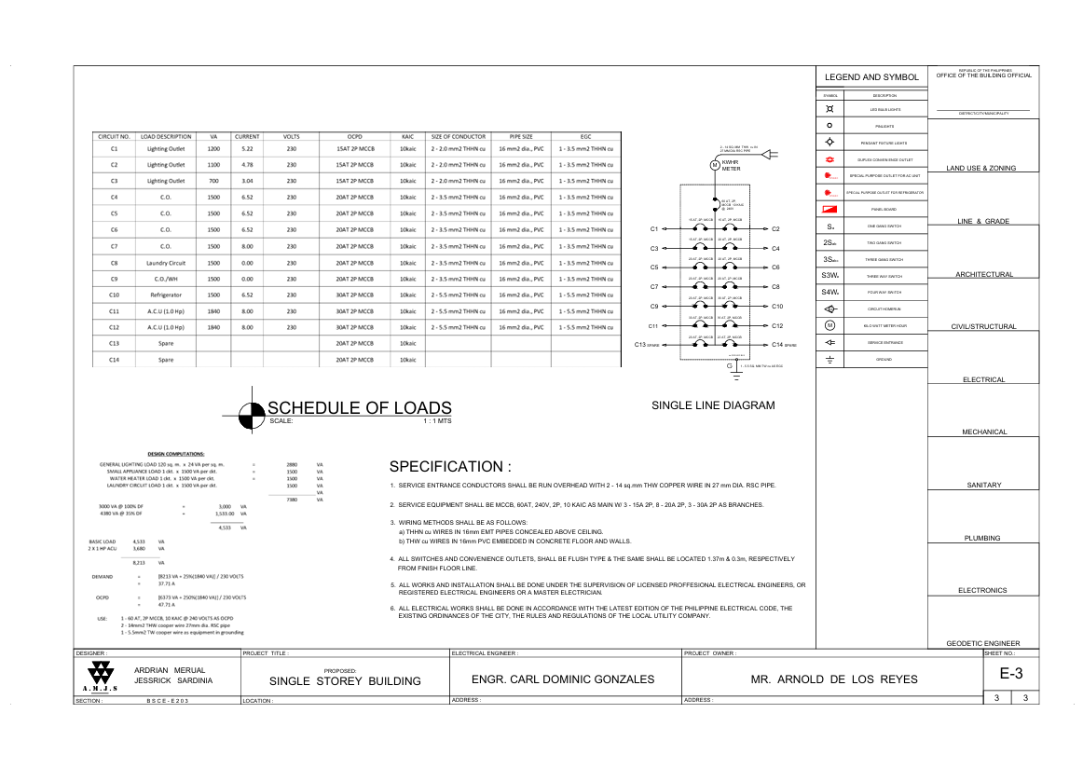 CIRCUIT NO. LOAD DESCRIPTION VA CURRENT VOLTS OCPD KAIC SIZE OF CONDUCTOR PIPE SIZE EGC
C1 Lighting Outlet 1200 5.22 230 15AT 2P MCCB 10kaic 2 - 2.0 mm2 THHN cu 16 mm2 dia., PVC 1 - 3.5 mm2 THHN cu
C2 Lighting Outlet 1100 4.78 230 15AT 2P MCCB 10kaic 2 - 2.0 mm2 THHN cu 16 mm2 dia., PVC 1 - 3.5 mm2 THHN cu
C3 Lighting Outlet 700 3.04 230 15AT 2P MCCB 10kaic 2 - 2.0 mm2 THHN cu 16 mm2 dia., PVC 1 - 3.5 mm2 THHN cu
C4 C.O. 1500 6.52 230 20AT 2P MCCB 10kaic 2 - 3.5 mm2 THHN cu 16 mm2 dia., PVC 1 - 3.5 mm2 THHN cu
C5 C.O. 1500 6.52 230 20AT 2P MCCB 10kaic 2 - 3.5 mm2 THHN cu 16 mm2 dia., PVC 1 - 3.5 mm2 THHN cu
C6 C.O. 1500 6.52 230 20AT 2P MCCB 10kaic 2 - 3.5 mm2 THHN cu 16 mm2 dia., PVC 1 - 3.5 mm2 THHN cu
C7 C.O. 1500 8.00 230 20AT 2P MCCB 10kaic 2 - 3.5 mm2 THHN cu 16 mm2 dia., PVC 1 - 3.5 mm2 THHN cu
C8 Laundry Circuit 1500 0.00 230 20AT 2P MCCB 10kaic 2 - 3.5 mm2 THHN cu 16 mm2 dia., PVC 1 - 3.5 mm2 THHN cu
C9 C.O./WH 1500 0.00 230 20AT 2P MCCB 10kaic 2 - 3.5 mm2 THHN cu 16 mm2 dia., PVC 1 - 3.5 mm2 THHN cu
C10 Refrigerator 1500 6.52 230 30AT 2P MCCB 10kaic 2 - 5.5 mm2 THHN cu 16 mm2 dia., PVC 1 - 5.5 mm2 THHN cu
C11 A.C.U (1.0 Hp) 1840 8.00 230 30AT 2P MCCB 10kaic 2 - 5.5 mm2 THHN cu 16 mm2 dia., PVC 1 - 5.5 mm2 THHN cu
C12 A.C.U (1.0 Hp) 1840 8.00 230 30AT 2P MCCB 10kaic 2 - 5.5 mm2 THHN cu 16 mm2 dia., PVC 1 - 5.5 mm2 THHN cu
C13 Spare 20AT 2P MCCB 10kaic
C14 Spare 20AT 2P MCCB 10kaic
SCHEDULE OF LOADS
SCALE: 1 : 1 MTS
M
KWHR
METER
C1 C2
C3 C4
C5 C6
C7 C8
C9 C10
C11 C12
C13 SPARE C14 SPARE
G
SINGLE LINE DIAGRAM
LEGEND AND SYMBOL
SYMBOL DESCRIPTION
LED BULB LIGHTS
PINLIGHTS
PENDANT FIXTURE LIGHTS
DUPLEX CONVENIENCE OUTLET
SPECIAL PURPOSE OUTLET FOR AC UNIT
SPECIAL PURPOSE OUTLET FOR REFRIGERATOR
PANEL BOARD
ONE GANG SWITCH
TWO GANG SWITCH
THREE GANG SWITCH
S3W THREE WAY SWITCH
S4W FOUR WAY SWITCH
CIRCUIT HOMERUN
M KILOWATT METER HOUR
SERVICE ENTRANCE
GROUND
REPUBLIC OF THE PHILIPPINES
OFFICE OF THE BUILDING OFFICIAL
DISTRICT/CITY/MUNICIPALITY
LAND USE & ZONING
LINE & GRADE
ARCHITECTURAL
CIVIL/STRUCTURAL
ELECTRICAL
MECHANICAL
SANITARY
PLUMBING
ELECTRONICS
GEODETIC ENGINEER
DESIGN COMPUTATIONS:
GENERAL LIGHTING LOAD 120 sq. m. x 24 VA per sq. m. = 2880 VA
SMALL APPLIANCE LOAD 1 ckt. x 1500 VA per ckt. = 1500 VA
WATER HEATER LOAD 1 ckt. x 1500 VA per ckt. = 1500 VA
LAUNDRY CIRCUIT LOAD 1 ckt. x 1500 VA per ckt. 1500 VA
VA
7380 VA
3000 VA @ 100% DF = 3,000 VA
4380 VA @ 35% DF = 1,533.00 VA
4,533 VA
BASIC LOAD 4,533 VA
2 X 1 HP ACU 3,680 VA
8,213 VA
DEMAND = [8213 VA + 25%(1840 VA)] / 230 VOLTS
= 37.71 A
OCPD = [6373 VA + 250%(1840 VA)] / 230 VOLTS
= 47.71 A
USE: 1 - 60 AT, 2P MCCB, 10 KAIC @ 240 VOLTS AS OCPD
2 - 14mm2 THW cooper wire 27mm dia. RSC pipe
1 - 5.5mm2 TW cooper wire as equipment in grounding
SPECIFICATION :
1. SERVICE ENTRANCE CONDUCTORS SHALL BE RUN OVERHEAD WITH 2 - 14 sq.mm THW COPPER WIRE IN 27 mm DIA. RSC PIPE.
2. SERVICE EQUIPMENT SHALL BE MCCB, 60AT, 240V, 2P, 10 KAIC AS MAIN W/ 3 - 15A 2P, 8 - 20A 2P, 3 - 30A 2P AS BRANCHES.
3. WIRING METHODS SHALL BE AS FOLLOWS:
a) THHN cu WIRES IN 16mm EMT PIPES CONCEALED ABOVE CEILING.
b) THW cu WIRES IN 16mm PVC EMBEDDED IN CONCRETE FLOOR AND WALLS.
4. ALL SWITCHES AND CONVENIENCE OUTLETS, SHALL BE FLUSH TYPE & THE SAME SHALL BE LOCATED 1.37m & 0.3m, RESPECTIVELY
FROM FINISH FLOOR LINE.
5. ALL WORKS AND INSTALLATION SHALL BE DONE UNDER THE SUPERVISION OF LICENSED PROFFESIONAL ELECTRICAL ENGINEERS, OR
REGISTERED ELECTRICAL ENGINEERS OR A MASTER ELECTRICIAN.
6. ALL ELECTRICAL WORKS SHALL BE DONE IN ACCORDANCE WITH THE LATEST EDITION OF THE PHILIPPINE ELECTRICAL CODE, THE
EXISTING ORDINANCES OF THE CITY, THE RULES AND REGULATIONS OF THE LOCAL UTILITY COMPANY.
DESIGNER : PROJECT TITLE : ELECTRICAL ENGINEER : PROJECT OWNER : SHEET NO.:
A.M.J.S
ARDRIAN MERUAL
JESSRICK SARDINIA
PROPOSED:
SINGLE STOREY BUILDING
ENGR. CARL DOMINIC GONZALES
MR. ARNOLD DE LOS REYES
E-3
SECTION : BSCE-E203 LOCATION : ADDRESS : ADDRESS : 3 3